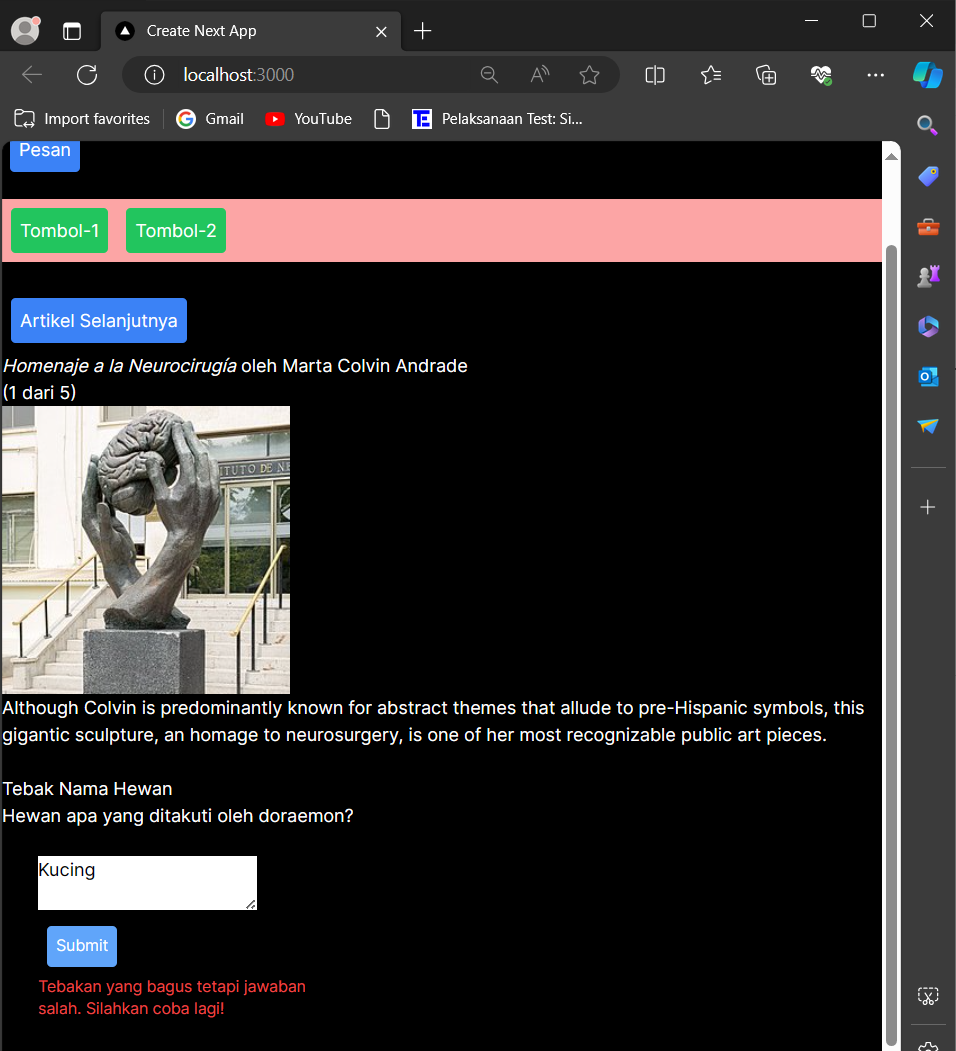 Create Next App
localhost:3000
Import favorites
Gmail
YouTube
Pelaksanaan Test: Si...
Pesan
Tombol-1
Tombol-2
Artikel Selanjutnya
Homenaje a la Neurocirugía oleh Marta Colvin Andrade
(1 dari 5)
ITUTO DE NE
Although Colvin is predominantly known for abstract themes that allude to pre-Hispanic symbols, this
gigantic sculpture, an homage to neurosurgery, is one of her most recognizable public art pieces.
Tebak Nama Hewan
Hewan apa yang ditakuti oleh doraemon?
Kucing
Submit
Tebakan yang bagus tetapi jawaban
salah. Silahkan coba lagi!